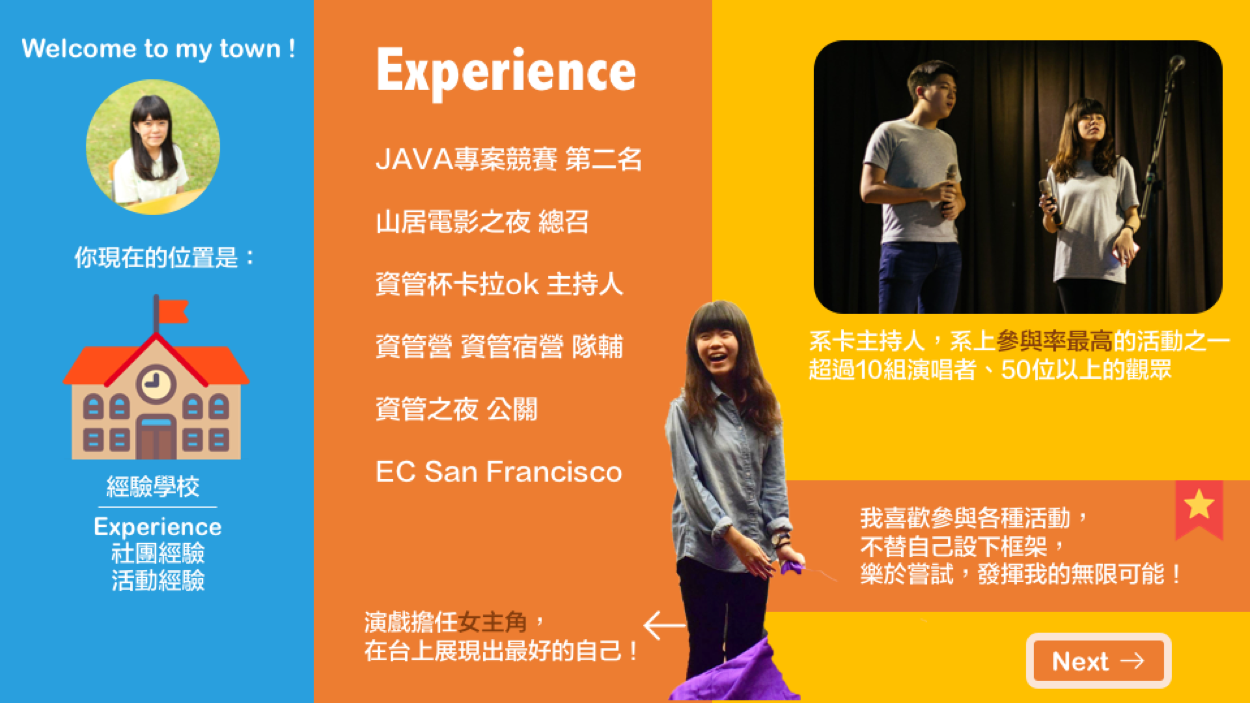 Welcome to my town !
你現在的位置是：
經驗學校
Experience
社團經驗
活動經驗
Experience
JAVA專案競賽 第二名
山居電影之夜 總召
資管杯卡拉ok 主持人
資管營 資管宿營 隊輔
資管之夜 公關
EC San Francisco
演戲擔任女主角，
在台上展現出最好的自己！
系卡主持人，系上參與率最高的活動之一
超過10組演唱者、50位以上的觀眾
我喜歡參與各種活動，
不替自己設下框架，
樂於嘗試，發揮我的無限可能！
Next →